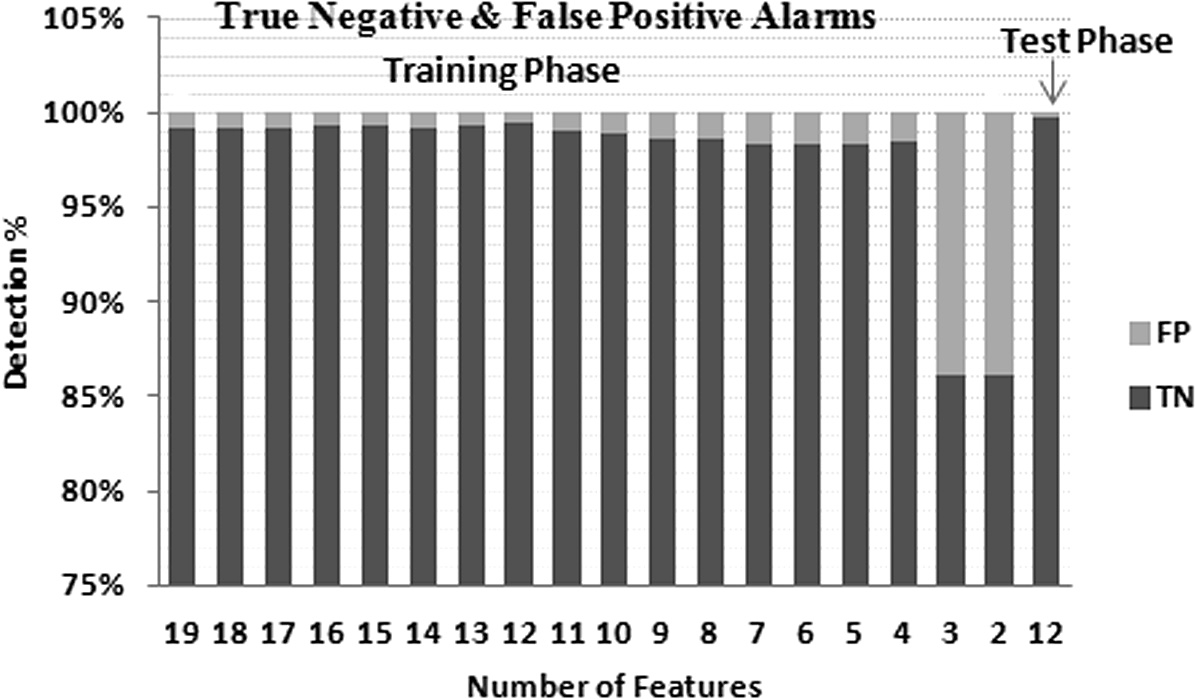 True Negative & False Positive Alarms
Training Phase
Test Phase
105%
100%
95%
90%
85%
80%
75%
Detection %
FP
TN
19 18 17 16 15 14 13 12 11 10 9 8 7 6 5 4 3 2 12
Number of Features